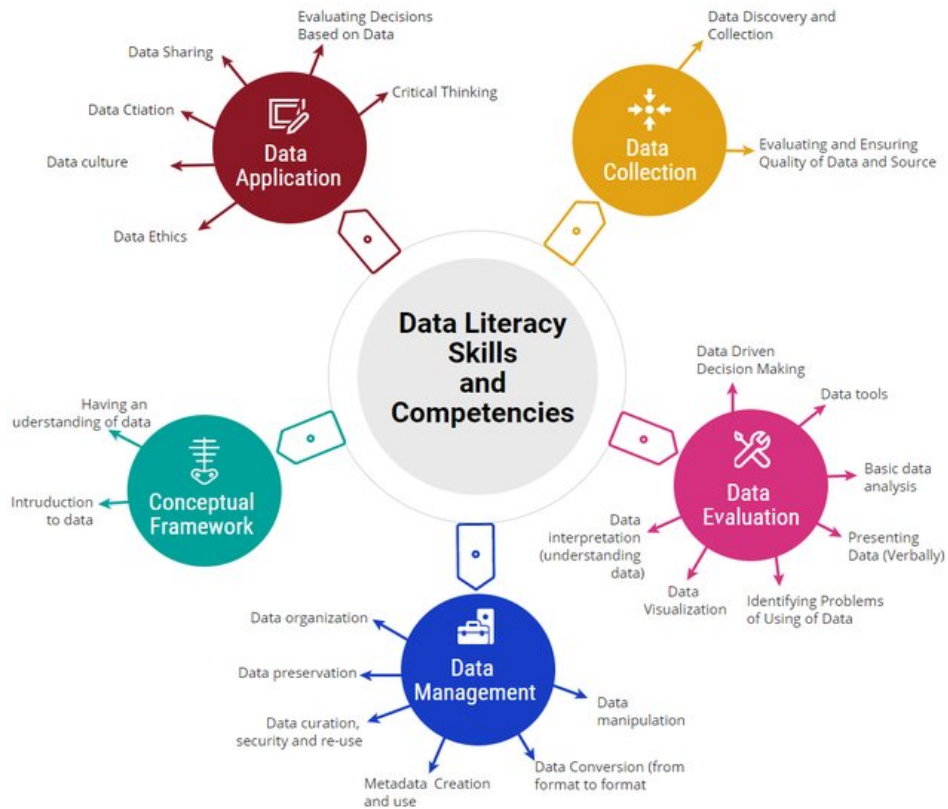 Evaluating Decisions
Based on Data
Data Sharing
Data Ctiation
Critical Thinking
Data culture
Data Ethics
Data
Application
Data Discovery and
Collection
Evaluating and Ensuring
Quality of Data and Source
Data
Collection
Data Literacy
Skills
and
Competencies
Having an
uderstanding of data
Intruduction
to data
Conceptual
Framework
Data Driven
Decision Making
Data tools
Basic data
analysis
Presenting
Data (Verbally)
Identifying Problems
of Using of Data
Data
Visualization
Data
interpretation
(understanding
data)
Data
Evaluation
Data organization
Data preservation
Data curation,
security and re-use
Metadata Creation
and use
Data Conversion (from
format to format
Data
manipulation
Data
Management